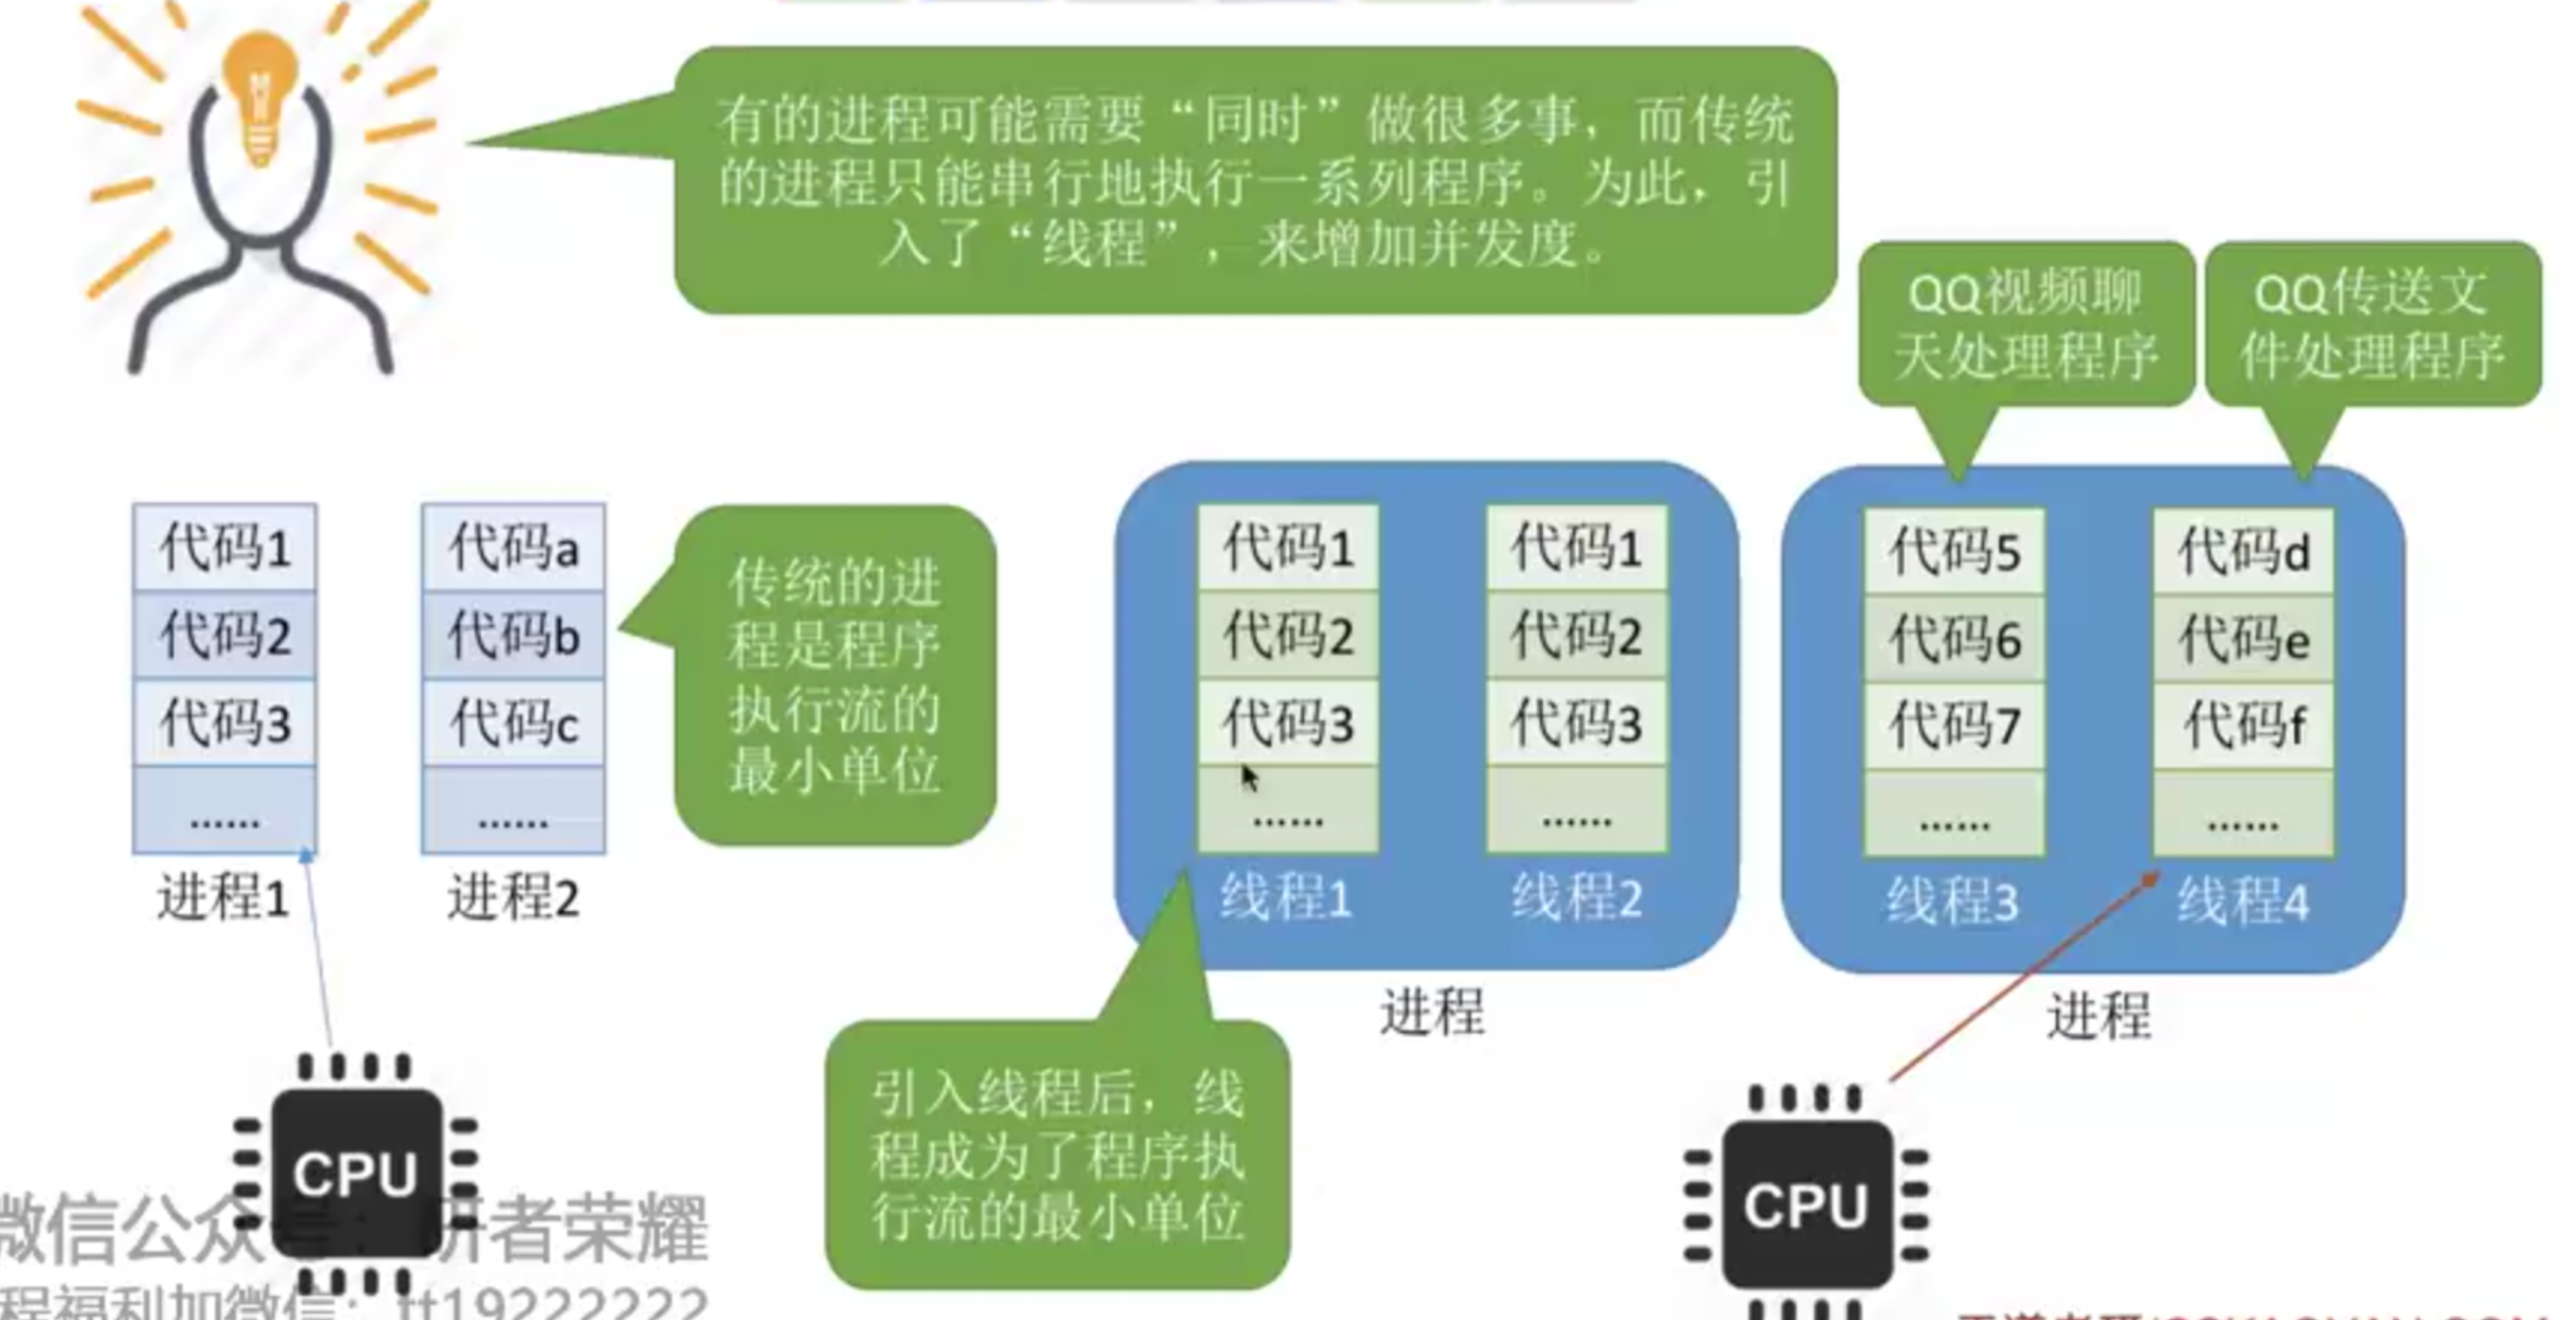 有的进程可能需要“同时”做很多事，而传统
的进程只能串行地执行一系列程序。为此，引
入了“线程”，来增加并发度。
QQ视频聊
天处理程序
QQ传送文
件处理程序
代码1
代码2
代码3
......
进程1
代码a
代码b
代码c
......
进程2
传统的进
程是程序
执行流的
最小单位
代码1
代码2
代码3
......
线程1
代码1
代码2
代码3
......
线程2
进程
代码5
代码6
代码7
......
线程3
代码d
代码e
代码f
......
线程4
进程
引入线程后，线
程成为了程序执
行流的最小单位
CPU
CPU
微信公众号：研者荣耀
程福利加微信：tt19222222